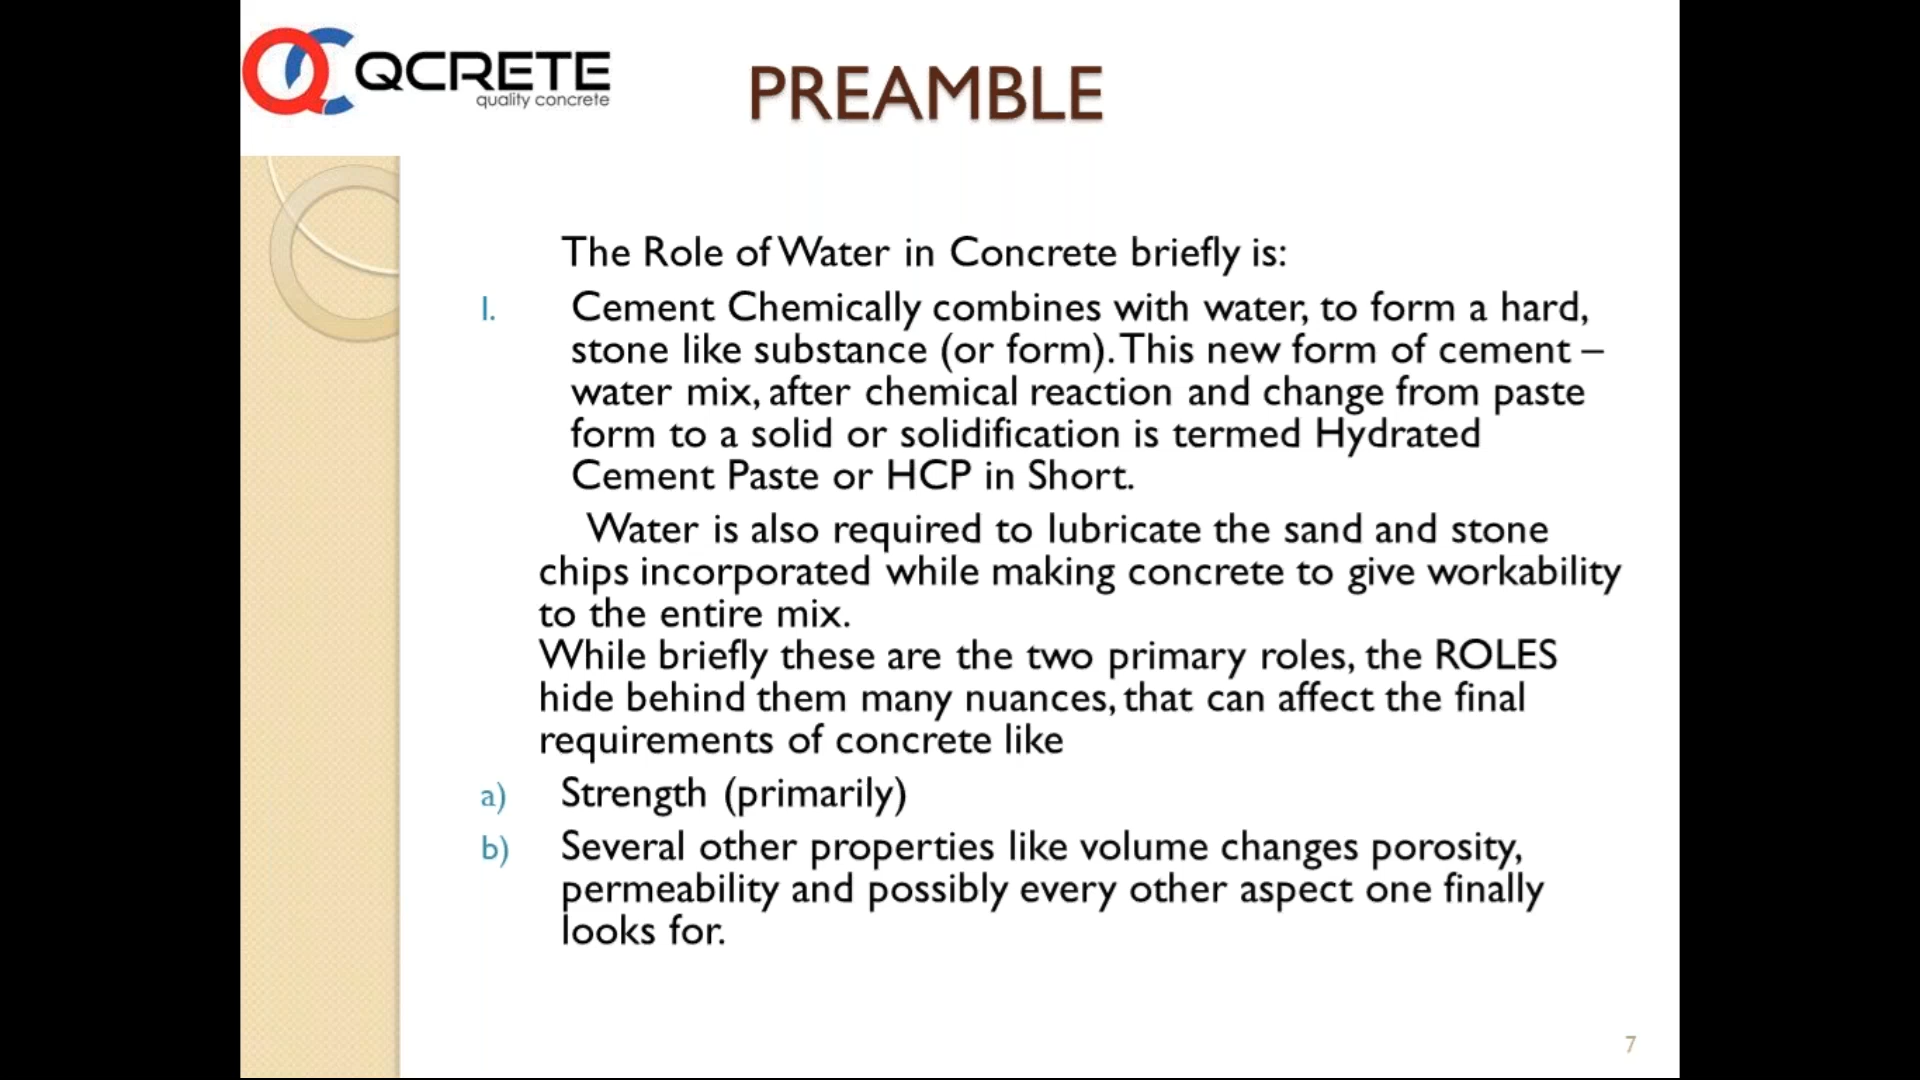 QCRETE
quality concrete
PREAMBLE
The Role of Water in Concrete briefly is:
1. Cement Chemically combines with water, to form a hard,
stone like substance (or form). This new form of cement –
water mix, after chemical reaction and change from paste
form to a solid or solidification is termed Hydrated
Cement Paste or HCP in Short.
Water is also required to lubricate the sand and stone
chips incorporated while making concrete to give workability
to the entire mix.
While briefly these are the two primary roles, the ROLES
hide behind them many nuances, that can affect the final
requirements of concrete like
a) Strength (primarily)
b) Several other properties like volume changes porosity,
permeability and possibly every other aspect one finally
looks for.
7